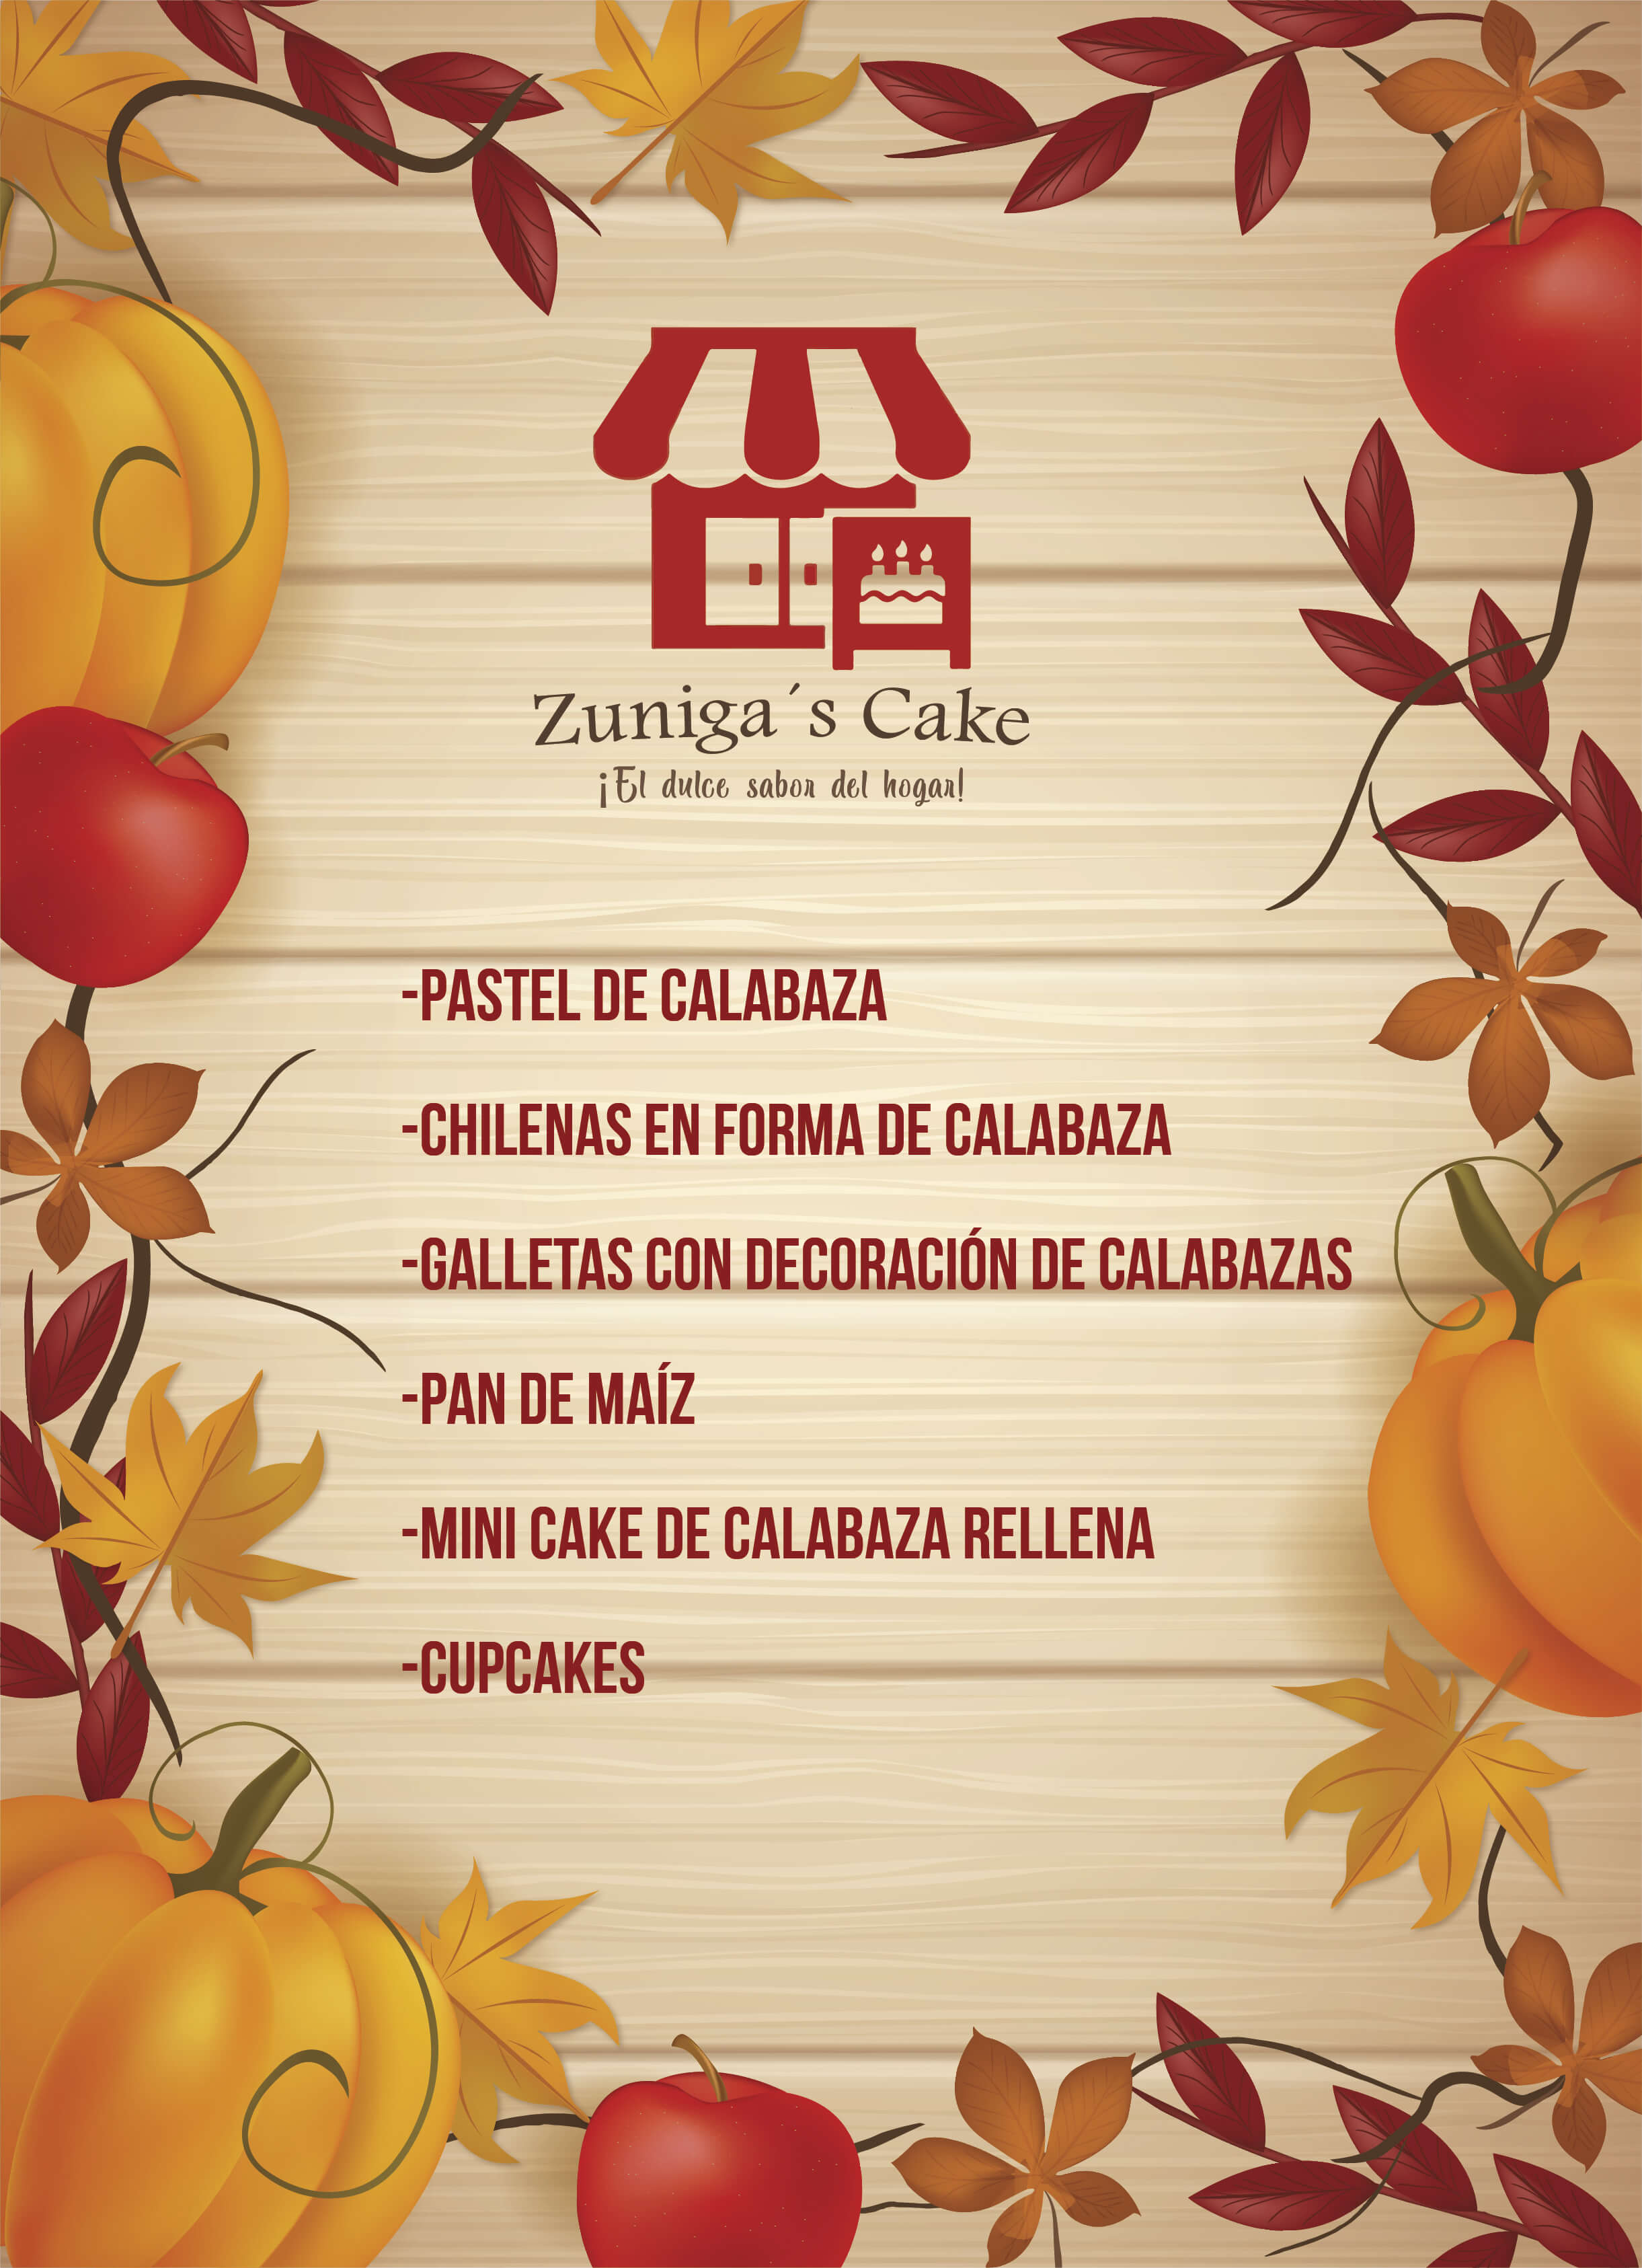 Zuniga´s Cake
¡El dulce sabor del hogar!
-PASTEL DE CALABAZA
-CHILENAS EN FORMA DE CALABAZA
-GALLETAS CON DECORACIÓN DE CALABAZAS
-PAN DE MAÍZ
-MINI CAKE DE CALABAZA RELLENA
-CUPCAKES